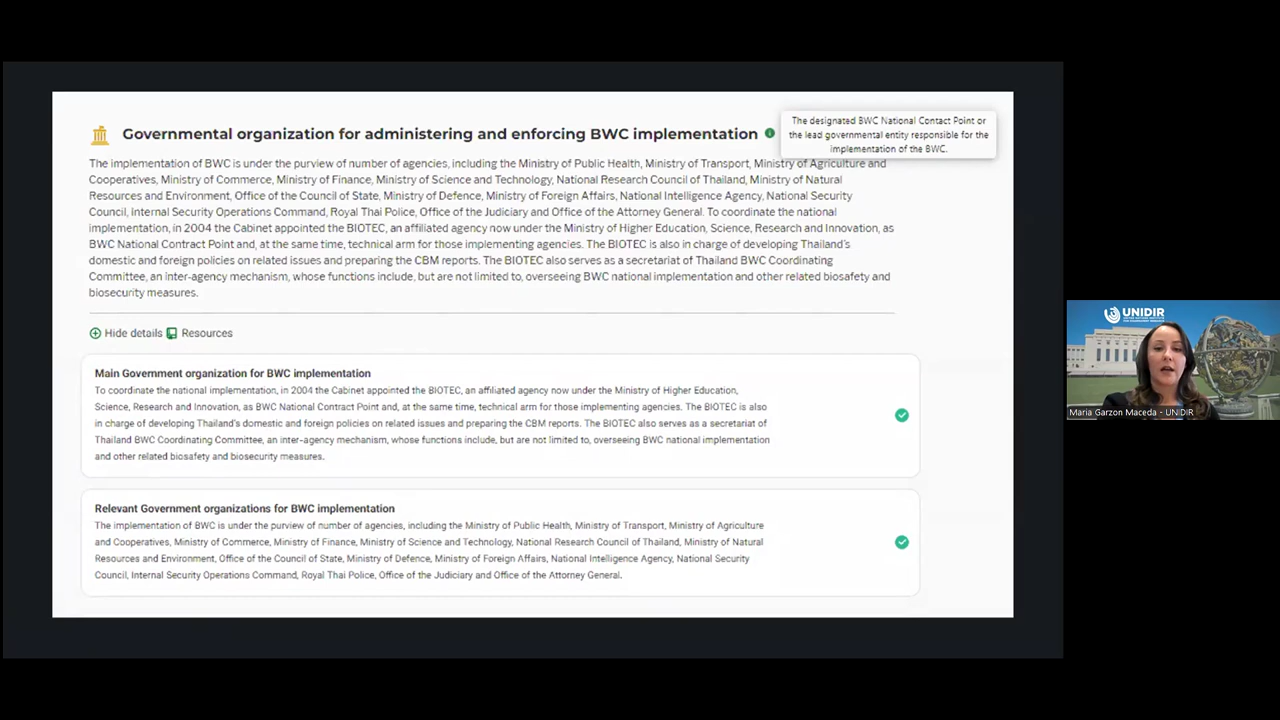 Governmental organization for administering and enforcing BWC implementation
The designated BWC National Contact Point or
the lead governmental entity responsible for the
implementation of the BWC.
The implementation of BWC is under the purview of number of agencies, including the Ministry of Public Health, Ministry of Transport, Ministry of Agriculture and
Cooperatives, Ministry of Commerce, Ministry of Finance, Ministry of Science and Technology, National Research Council of Thailand, Ministry of Natural
Resources and Environment, Office of the Council of State, Ministry of Defence, Ministry of Foreign Affairs, National Intelligence Agency, National Security
Council, Internal Security Operations Command, Royal Thai Police, Office of the Judiciary and Office of the Attorney General. To coordinate the national
implementation, in 2004 the Cabinet appointed the BIOTEC, an affiliated agency now under the Ministry of Higher Education, Science, Research and Innovation, as
BWC National Contract Point and, at the same time, technical arm for those implementing agencies. The BIOTEC is also in charge of developing Thailand's
domestic and foreign policies on related issues and preparing the CBM reports. The BIOTEC also serves as a secretariat of Thailand BWC Coordinating
Committee, an inter-agency mechanism, whose functions include, but are not limited to, overseeing BWC national implementation and other related biosafety and
biosecurity measures.
Hide details Resources
Main Government organization for BWC implementation
To coordinate the national implementation, in 2004 the Cabinet appointed the BIOTEC, an affiliated agency now under the Ministry of Higher Education,
Science, Research and Innovation, as BWC National Contract Point and, at the same time, technical arm for those implementing agencies. The BIOTEC is also
in charge of developing Thailand's domestic and foreign policies on related issues and preparing the CBM reports. The BIOTEC also serves as a secretariat of
Thailand BWC Coordinating Committee, an inter-agency mechanism, whose functions include, but are not limited to, overseeing BWC national implementation
and other related biosafety and biosecurity measures.
Relevant Government organizations for BWC implementation
The implementation of BWC is under the purview of number of agencies, including the Ministry of Public Health, Ministry of Transport, Ministry of Agriculture
and Cooperatives, Ministry of Commerce, Ministry of Finance, Ministry of Science and Technology, National Research Council of Thailand, Ministry of Natural
Resources and Environment, Office of the Council of State, Ministry of Defence, Ministry of Foreign Affairs, National Intelligence Agency, National Security
Council, Internal Security Operations Command, Royal Thai Police, Office of the Judiciary and Office of the Attorney General.
UNIDIR
Maria Garzon Maceda - UNIDIR